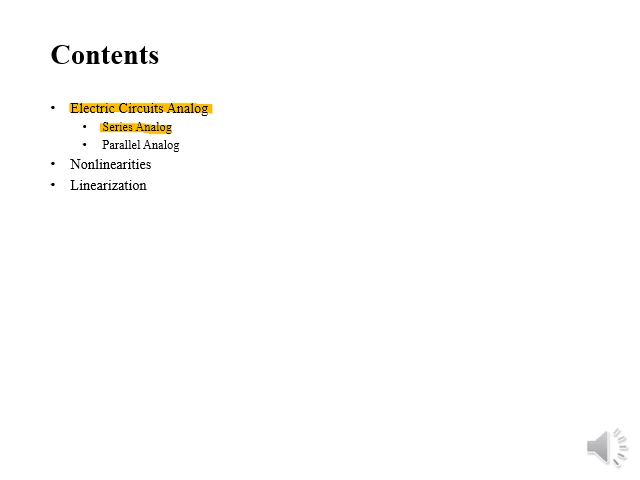 Contents
• Electric Circuits Analog
• Series Analog
• Parallel Analog
• Nonlinearities
• Linearization